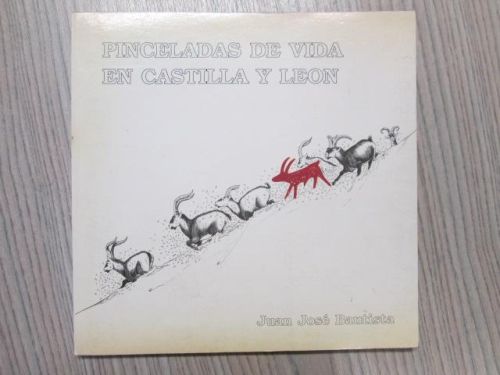 PINCELADAS DE VIDA
EN CASTILLA Y LEON
Juan José Bautista